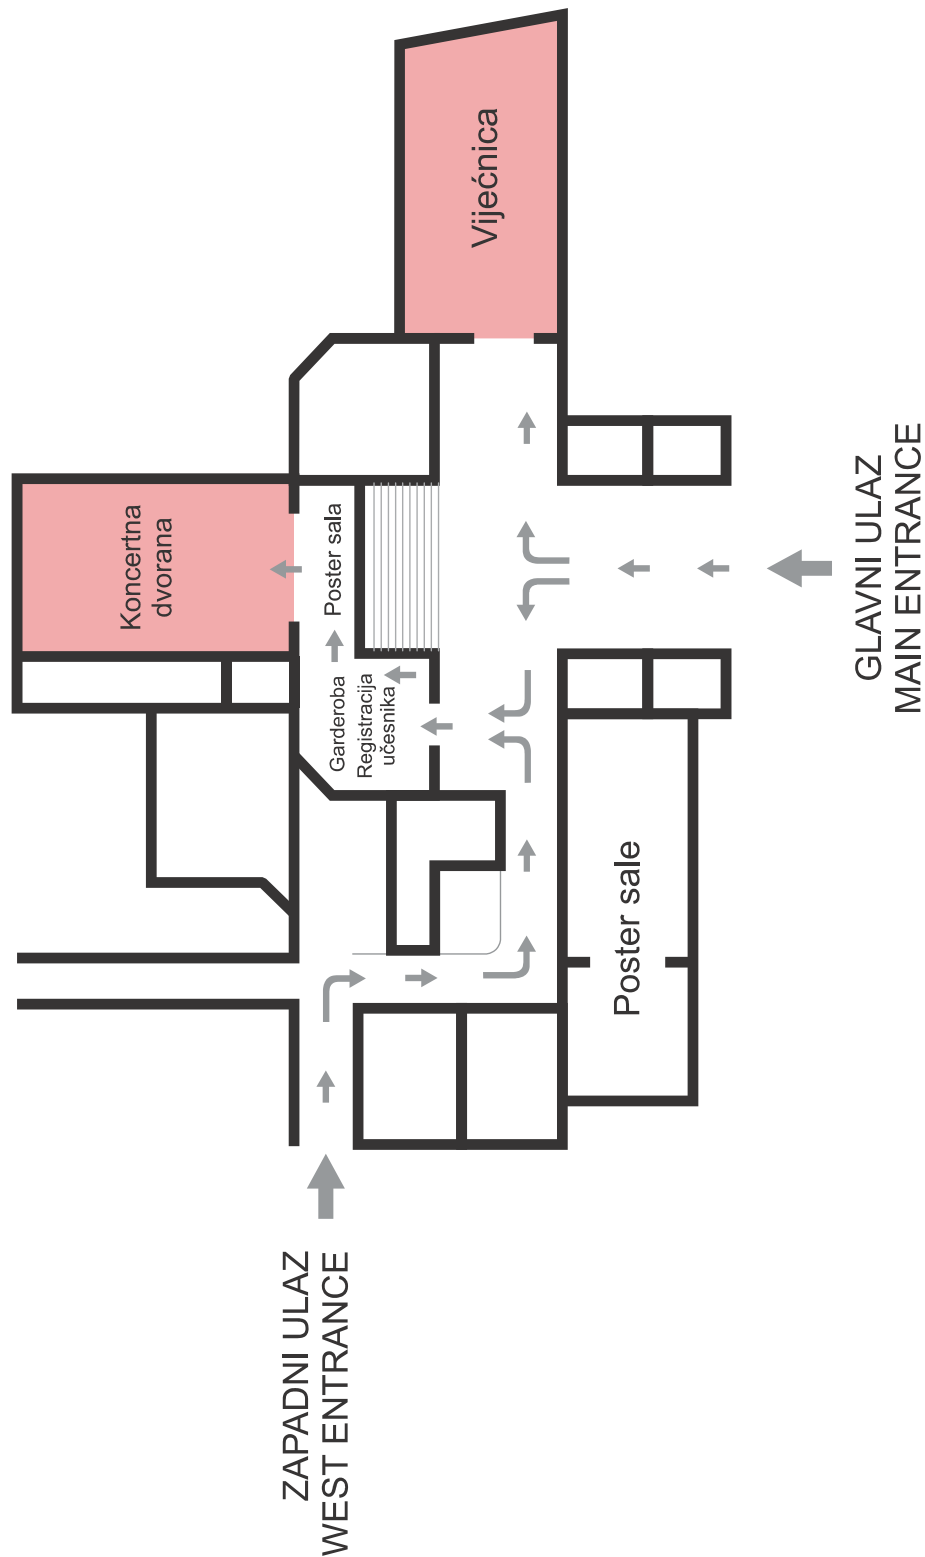 Koncertna
dvorana
Vijećnica
Poster sala
Garderoba
Registracija
učesnika
Poster sale
ZAPADNI ULAZ
WEST ENTRANCE
GLAVNI ULAZ
MAIN ENTRANCE